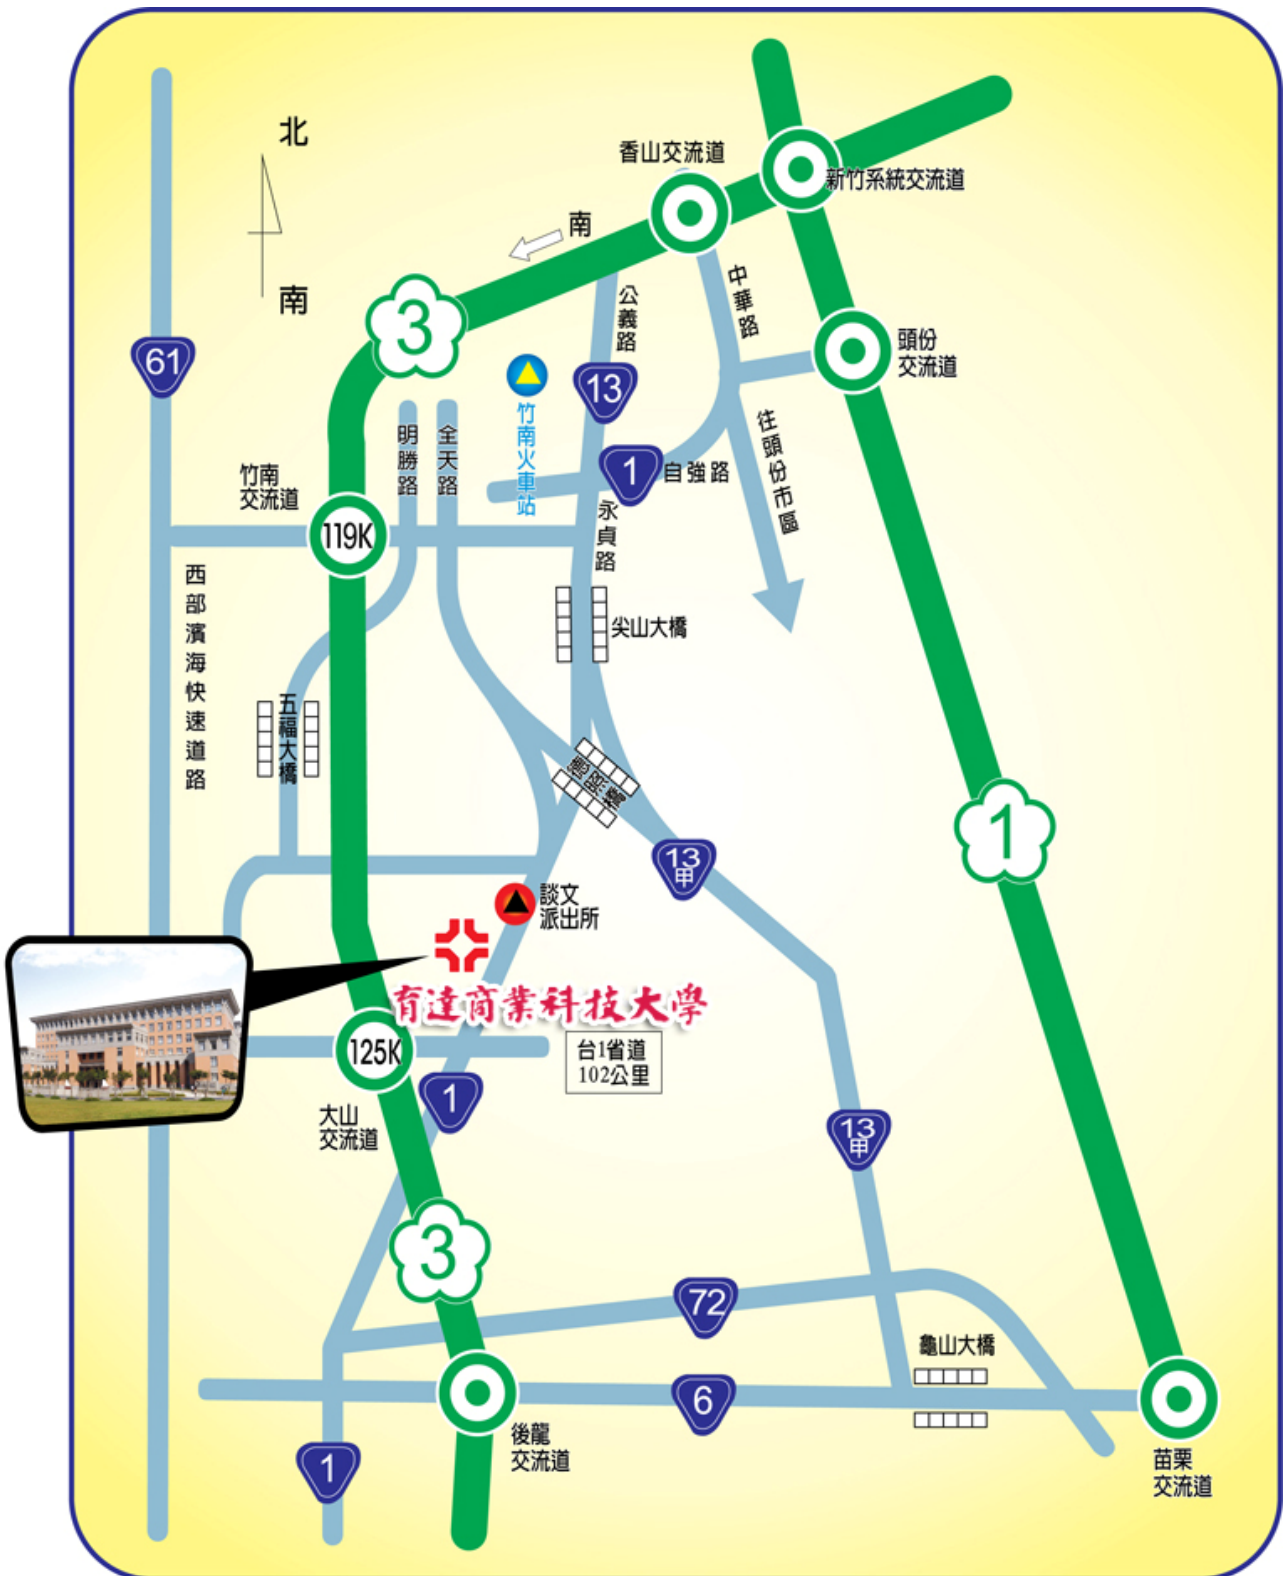 北
南
香山交流道
新竹系統交流道
南
3
公義路
中華路
61
頭份
交流道
13
竹南火車站
明勝路
全天路
往頭份市區
1
自強路
竹南
交流道
119K
永貞路
西部濱海快速道路
尖山大橋
五福大橋
1
13
甲
談文
派出所
育達商業科技大學
台1省道
102公里
125K
1
大山
交流道
13
甲
3
72
龜山大橋
6
後龍
交流道
1
苗栗
交流道